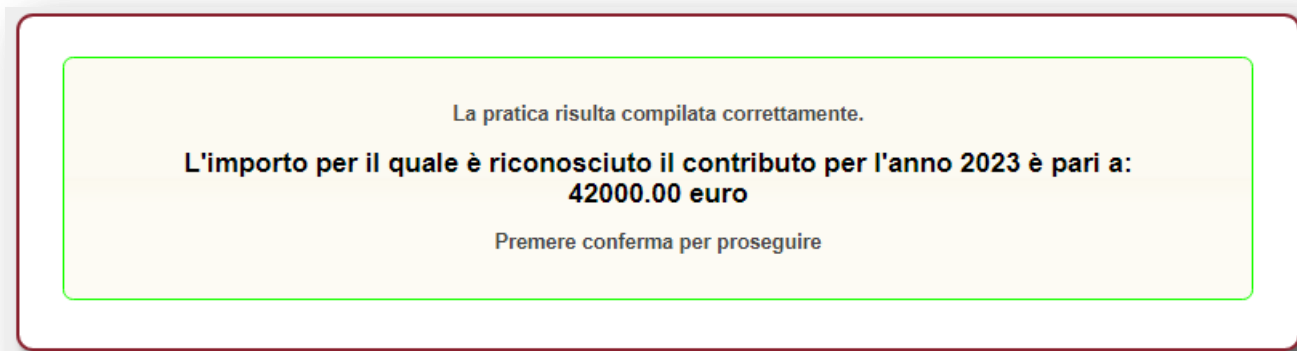 La pratica risulta compilata correttamente.
L'importo per il quale è riconosciuto il contributo per l'anno 2023 è pari a:
42000.00 euro
Premere conferma per proseguire